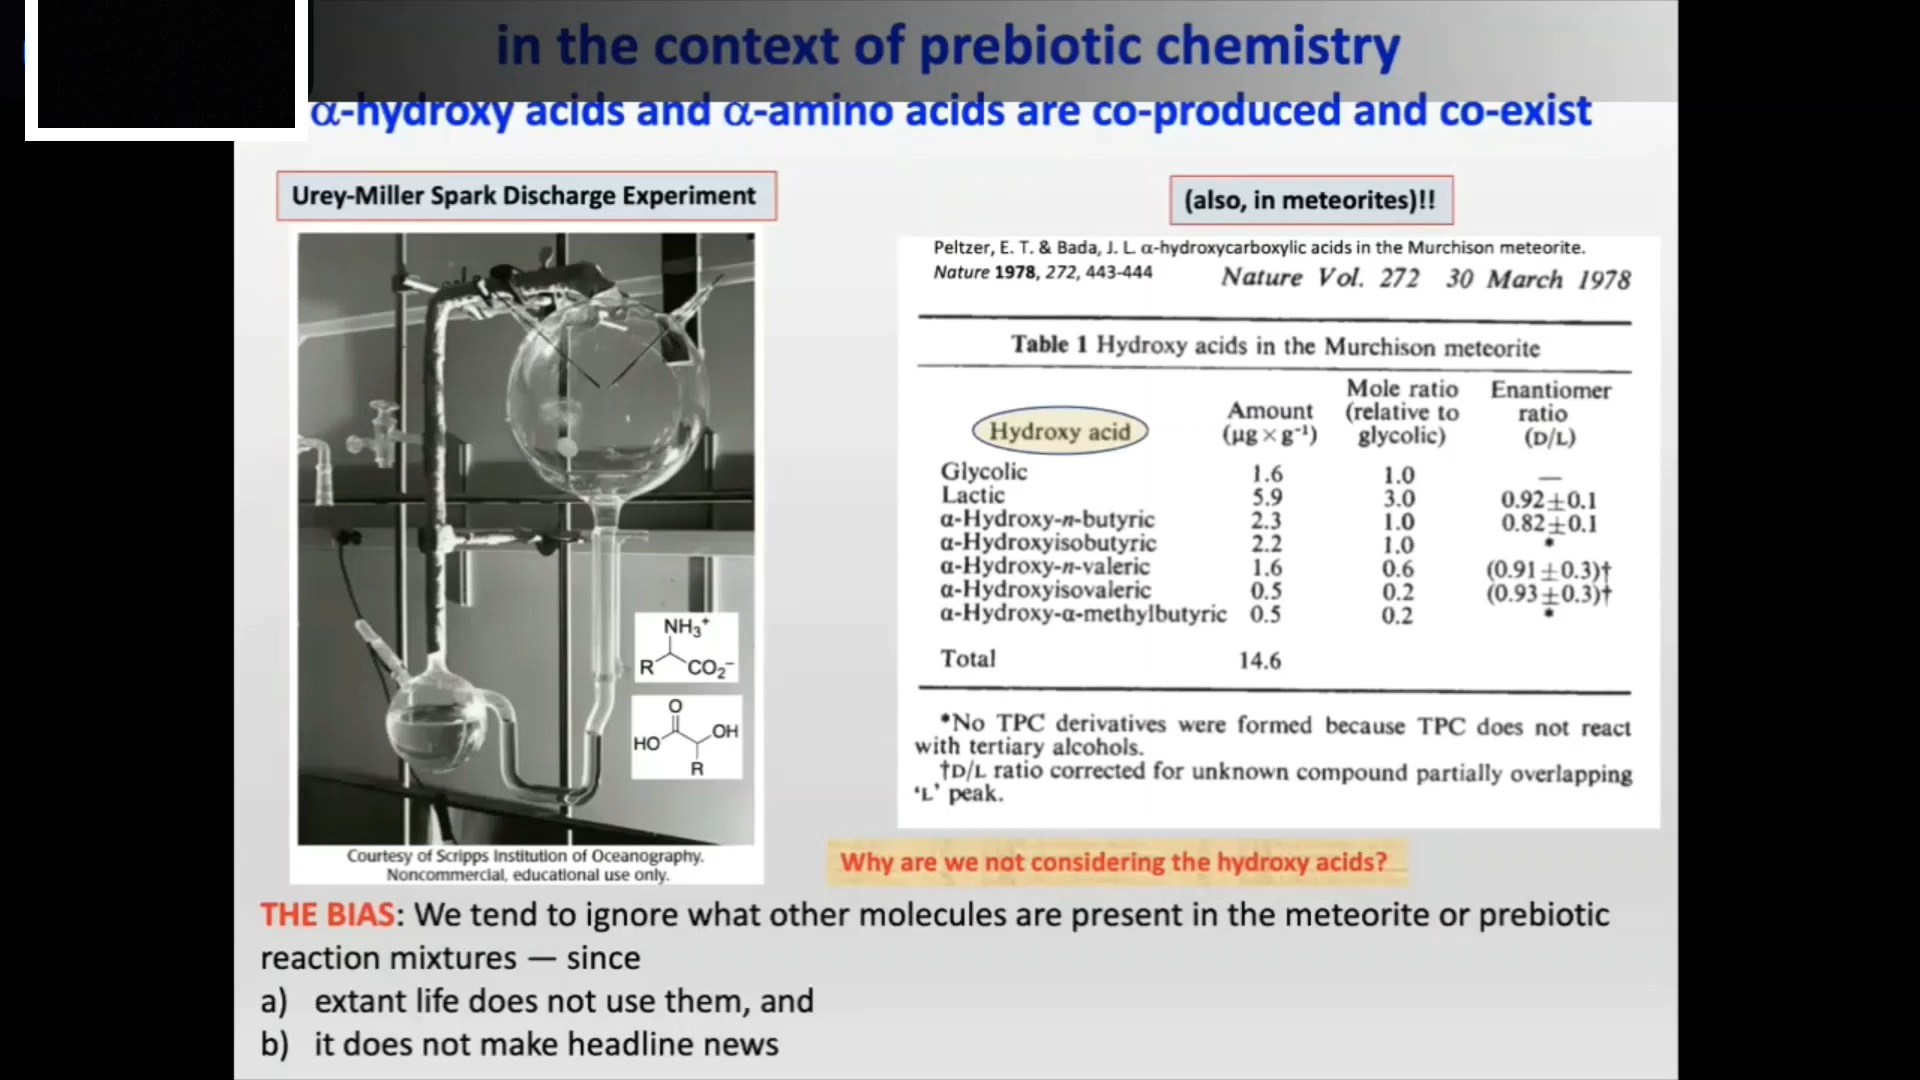 in the context of prebiotic chemistry
α-hydroxy acids and α-amino acids are co-produced and co-exist
Urey-Miller Spark Discharge Experiment
(also, in meteorites)!!
Peltzer, E. T. & Bada, J. L. α-hydroxycarboxylic acids in the Murchison meteorite.
Nature 1978, 272, 443-444
Nature Vol. 272 30 March 1978
Table 1 Hydroxy acids in the Murchison meteorite
Hydroxy acid
Amount
(µg × g⁻¹)
Mole ratio
(relative to
glycolic)
Enantiomer
ratio
(D/L)
Glycolic 1.6 1.0 —
Lactic 5.9 3.0 0.92±0.1
α-Hydroxy-n-butyric 2.3 1.0 0.82±0.1
α-Hydroxyisobutyric 2.2 1.0 *
α-Hydroxy-n-valeric 1.6 0.6 (0.91±0.3)†
α-Hydroxyisovaleric 0.5 0.2 (0.93±0.3)†
α-Hydroxy-α-methylbutyric 0.5 0.2 *
Total 14.6
*No TPC derivatives were formed because TPC does not react
with tertiary alcohols.
†D/L ratio corrected for unknown compound partially overlapping
‘L’ peak.
NH₃⁺
R CO₂⁻
O
HO OH
R
Courtesy of Scripps Institution of Oceanography.
Noncommercial, educational use only.
Why are we not considering the hydroxy acids?
THE BIAS: We tend to ignore what other molecules are present in the meteorite or prebiotic
reaction mixtures — since
a) extant life does not use them, and
b) it does not make headline news